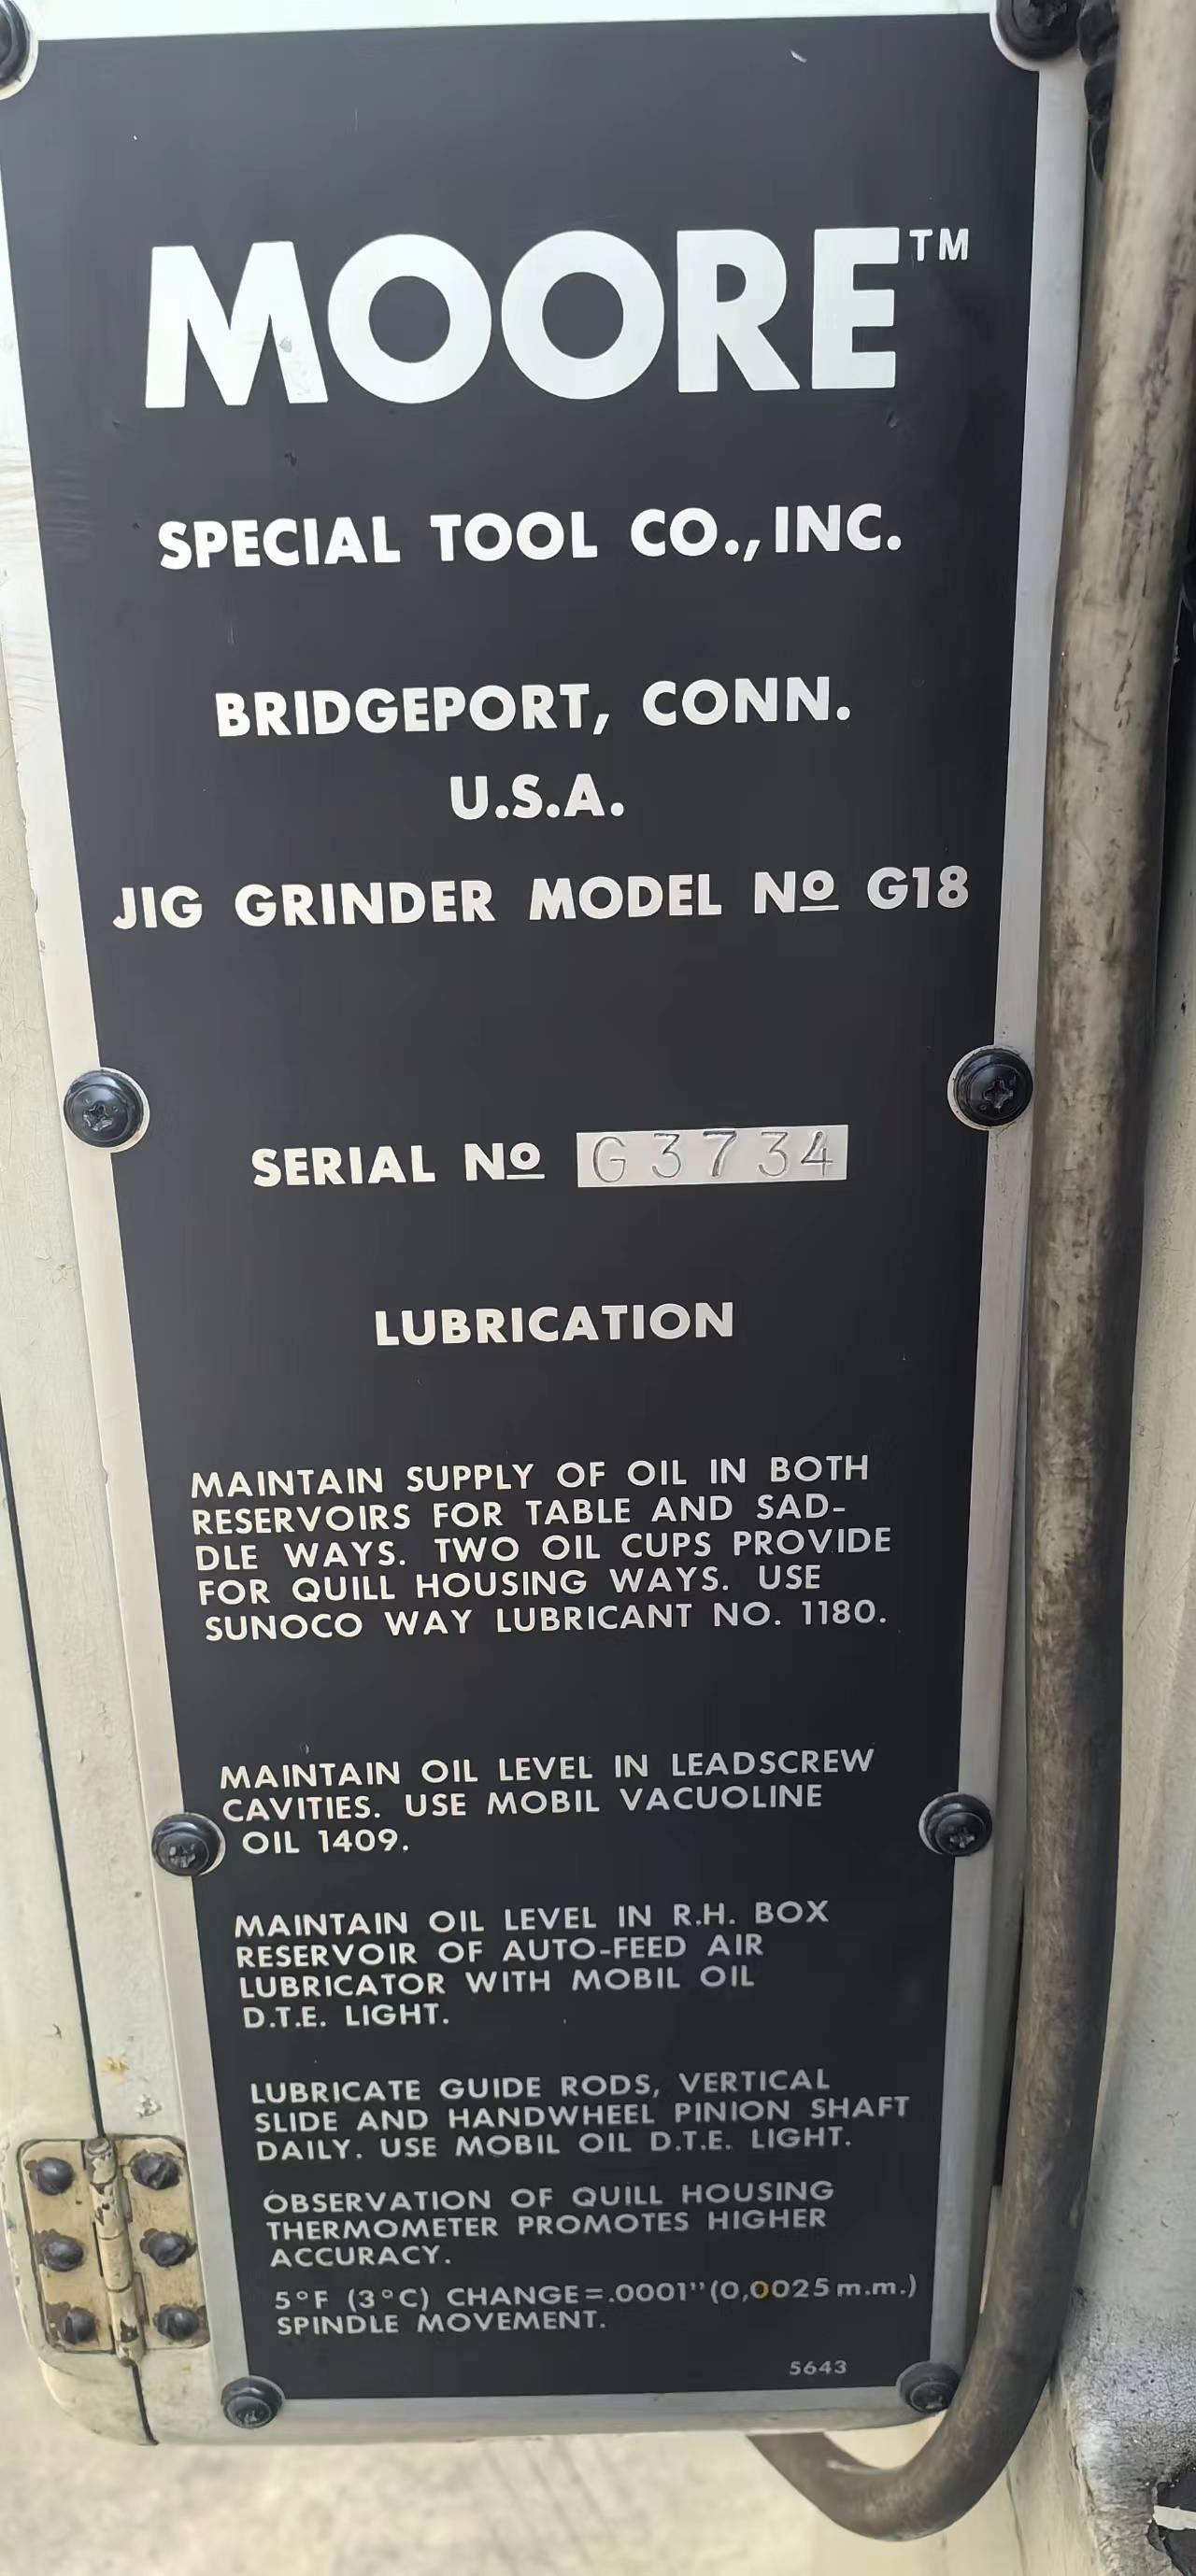 MOORE™
SPECIAL TOOL CO., INC.
BRIDGEPORT, CONN.
U.S.A.
JIG GRINDER MODEL Nº G18
SERIAL Nº G3734
LUBRICATION
MAINTAIN SUPPLY OF OIL IN BOTH
RESERVOIRS FOR TABLE AND SAD-
DLE WAYS. TWO OIL CUPS PROVIDE
FOR QUILL HOUSING WAYS. USE
SUNOCO WAY LUBRICANT NO. 1180.
MAINTAIN OIL LEVEL IN LEADSCREW
CAVITIES. USE MOBIL VACUOLINE
OIL 1409.
MAINTAIN OIL LEVEL IN R.H. BOX
RESERVOIR OF AUTO-FEED AIR
LUBRICATOR WITH MOBIL OIL
D.T.E. LIGHT.
LUBRICATE GUIDE RODS, VERTICAL
SLIDE AND HANDWHEEL PINION SHAFT
DAILY. USE MOBIL OIL D.T.E. LIGHT.
OBSERVATION OF QUILL HOUSING
THERMOMETER PROMOTES HIGHER
ACCURACY.
5°F (3°C) CHANGE=.0001"(0,0025 m.m.)
SPINDLE MOVEMENT.
5643